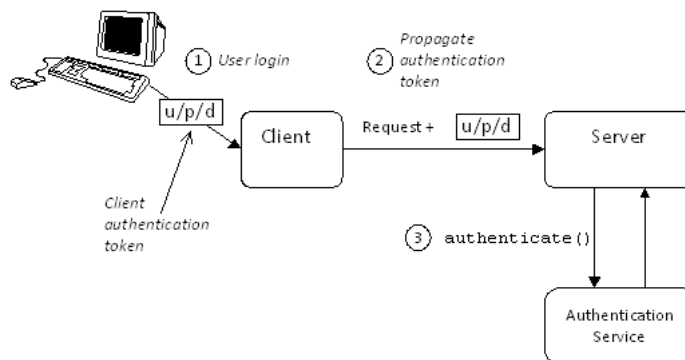 1 User login
2 Propagate
authentication
token
u/p/d
Client
Request + u/p/d
Server
Client
authentication
token
3 authenticate()
Authentication
Service